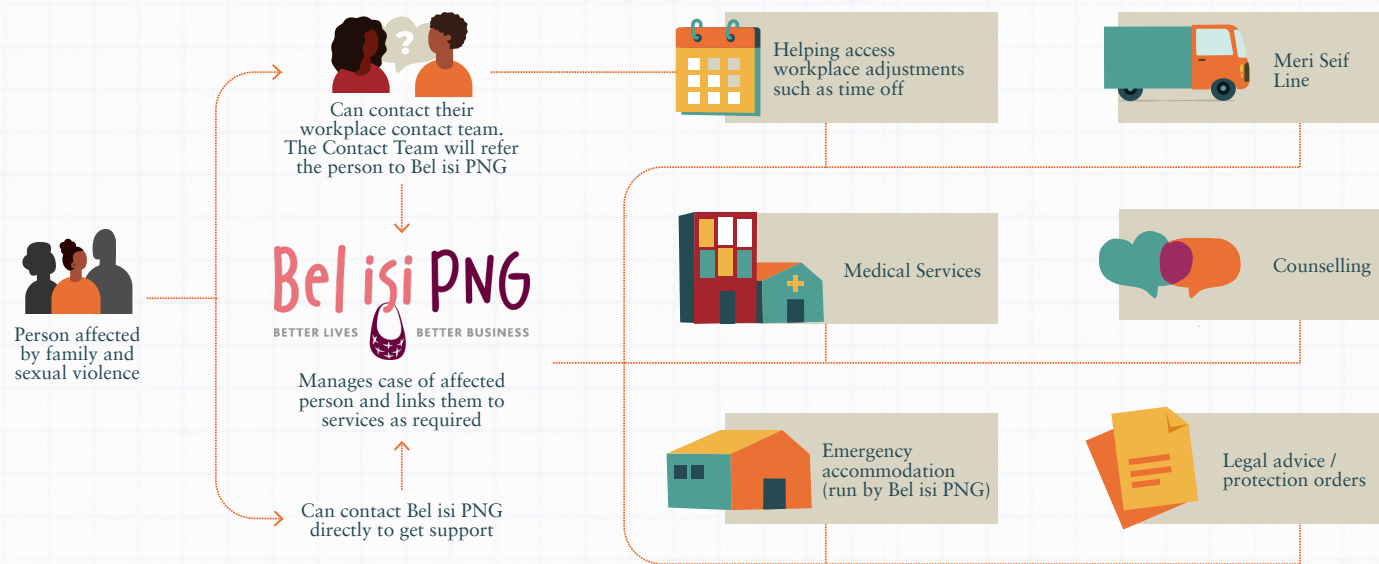 ?
Can contact their
workplace contact team.
The Contact Team will refer
the person to Bel isi PNG
Helping access
workplace adjustments
such as time off
Meri Seif
Line
Person affected
by family and
sexual violence
Bel isi PNG
BETTER LIVES BETTER BUSINESS
Manages case of affected
person and links them to
services as required
Medical Services
Counselling
Can contact Bel isi PNG
directly to get support
Emergency
accommodation
(run by Bel isi PNG)
Legal advice /
protection orders